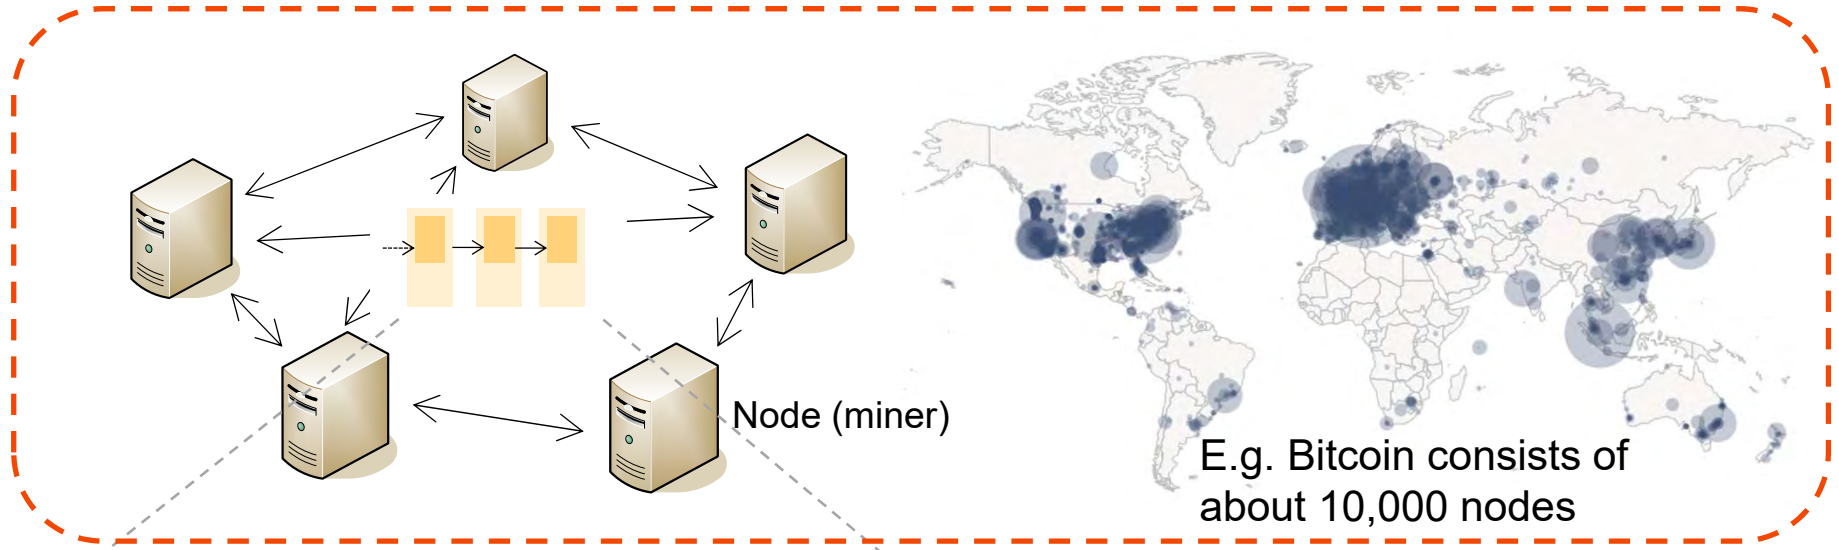 Node (miner)
E.g. Bitcoin consists of
about 10,000 nodes